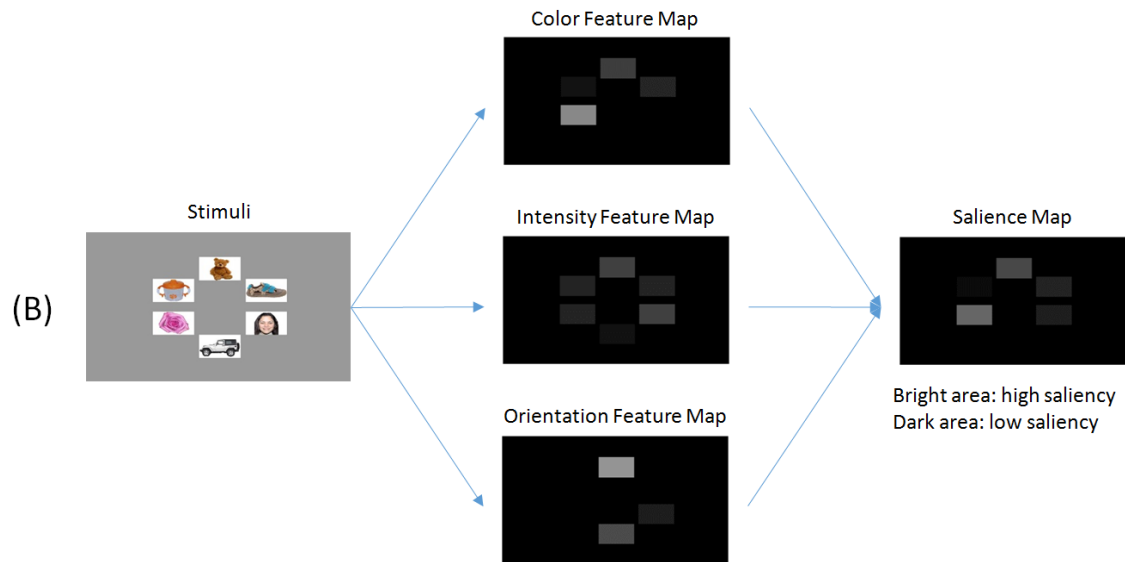 Color Feature Map
Stimuli
Intensity Feature Map
Salience Map
(B)
Bright area: high saliency
Dark area: low saliency
Orientation Feature Map